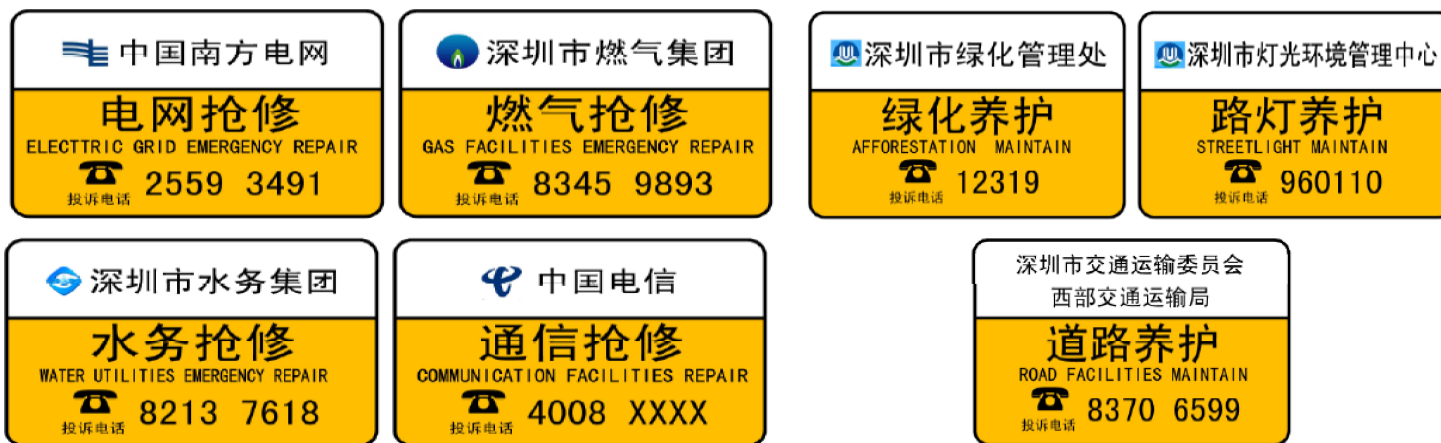 中国南方电网
电网抢修
ELECTTRIC GRID EMERGENCY REPAIR
投诉电话 2559 3491
深圳市燃气集团
燃气抢修
GAS FACILITIES EMERGENCY REPAIR
投诉电话 8345 9893
深圳市绿化管理处
绿化养护
AFFORESTATION MAINTAIN
投诉电话 12319
深圳市灯光环境管理中心
路灯养护
STREETLIGHT MAINTAIN
投诉电话 960110
深圳市水务集团
水务抢修
WATER UTILITIES EMERGENCY REPAIR
投诉电话 8213 7618
中国电信
通信抢修
COMMUNICATION FACILITIES REPAIR
投诉电话 4008 XXXX
深圳市交通运输委员会
西部交通运输局
道路养护
ROAD FACILITIES MAINTAIN
投诉电话 8370 6599